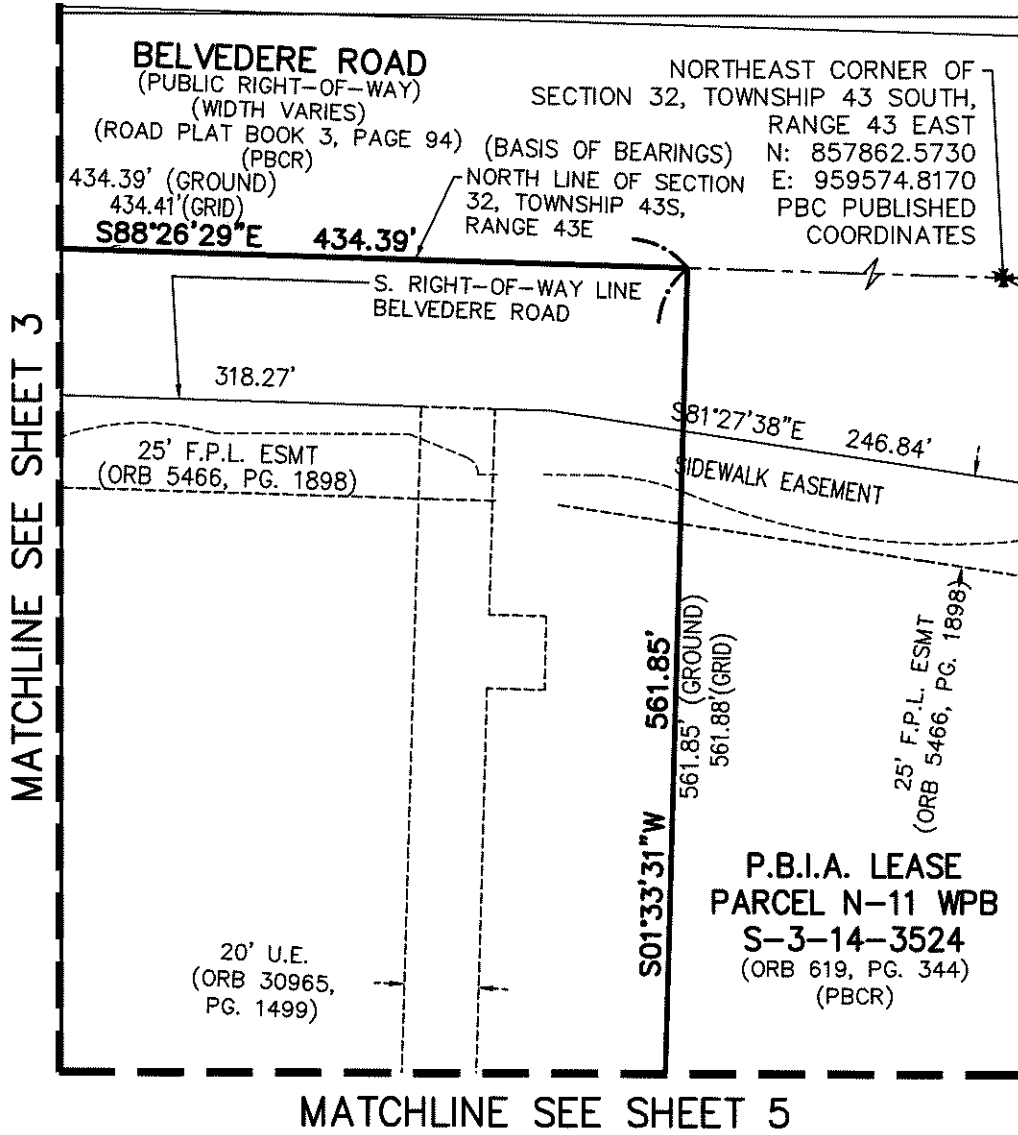 BELVEDERE ROAD
(PUBLIC RIGHT-OF-WAY)
(WIDTH VARIES)
(ROAD PLAT BOOK 3, PAGE 94)
(PBCR)
434.39' (GROUND)
434.41'(GRID)
S88°26'29"E 434.39'
(BASIS OF BEARINGS)
NORTH LINE OF SECTION
32, TOWNSHIP 43S,
RANGE 43E
NORTHEAST CORNER OF
SECTION 32, TOWNSHIP 43 SOUTH,
RANGE 43 EAST
N: 857862.5730
E: 959574.8170
PBC PUBLISHED
COORDINATES
S. RIGHT-OF-WAY LINE
BELVEDERE ROAD
318.27'
S81°27'38"E 246.84'
25' F.P.L. ESMT
(ORB 5466, PG. 1898)
SIDEWALK EASEMENT
MATCHLINE SEE SHEET 3
S01°33'31"W 561.85'
561.85' (GROUND)
561.88'(GRID)
25' F.P.L. ESMT
(ORB 5466, PG. 1898)
P.B.I.A. LEASE
PARCEL N-11 WPB
S-3-14-3524
(ORB 619, PG. 344)
(PBCR)
20' U.E.
(ORB 30965,
PG. 1499)
MATCHLINE SEE SHEET 5